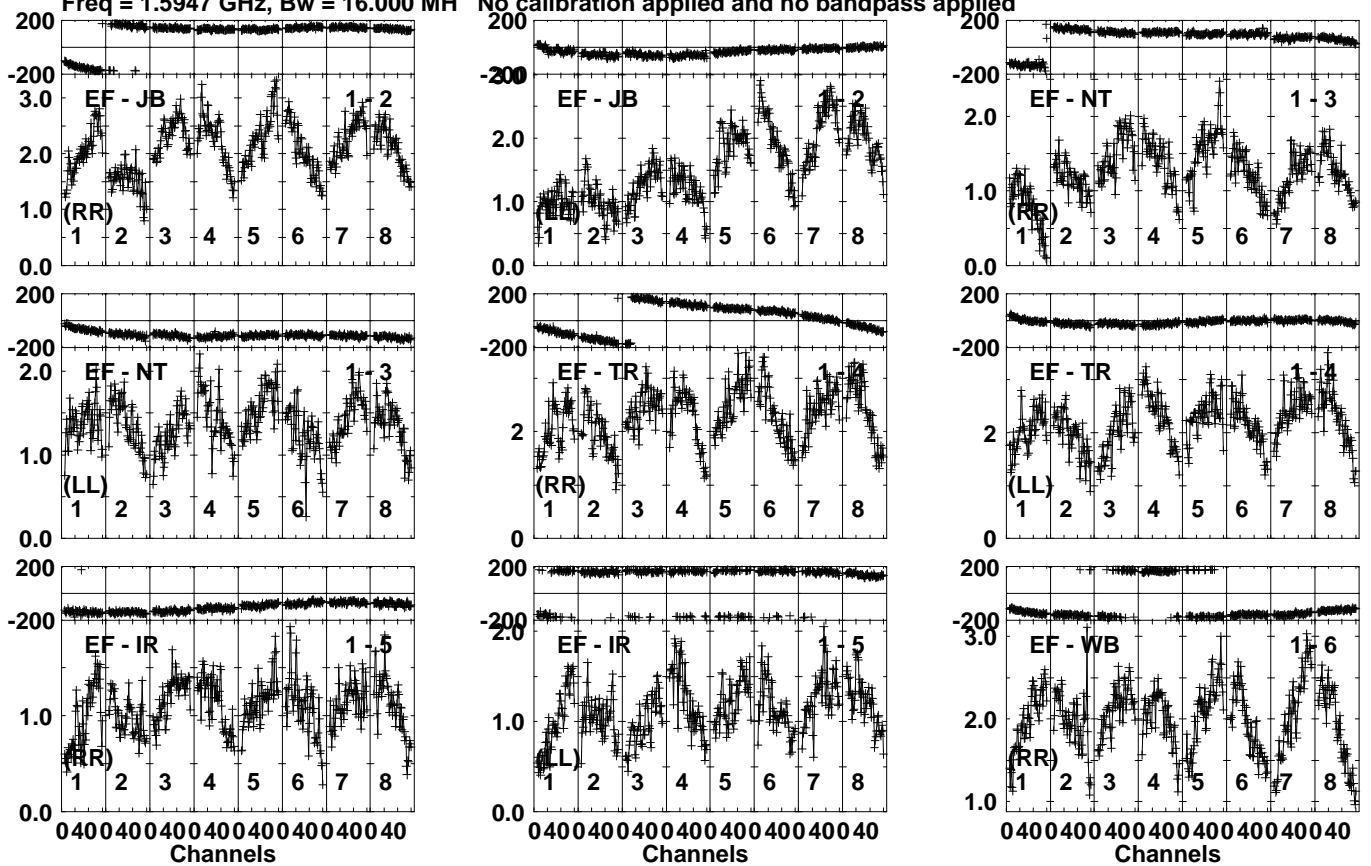 Freq = 1.5947 GHz, Bw = 16.000 MH No calibration applied and no bandpass applied
200
-200
3.0
2.0
1.0
0.0
EF - JB 1 - 2
(RR)
1 2 3 4 5 6 7 8
200
-200
3.0
2.0
1.0
0.0
EF - JB 1 - 2
(LL)
1 2 3 4 5 6 7 8
200
-200
2.0
1.0
0.0
EF - NT 1 - 3
(RR)
1 2 3 4 5 6 7 8
200
-200
2.0
1.0
0.0
EF - NT 1 - 3
(LL)
1 2 3 4 5 6 7 8
200
-200
2
0
EF - TR 1 - 4
(RR)
1 2 3 4 5 6 7 8
200
-200
2
0
EF - TR 1 - 4
(LL)
1 2 3 4 5 6 7 8
200
-200
1.0
0.0
EF - IR 1 - 5
(RR)
1 2 3 4 5 6 7 8
0 40 0 40 0 40 0 40 0 40 0 40 0 40 0 40
Channels
200
-200
2.0
1.0
0.0
EF - IR 1 - 5
(LL)
1 2 3 4 5 6 7 8
0 40 0 40 0 40 0 40 0 40 0 40 0 40 0 40
Channels
200
-200
3.0
2.0
1.0
EF - WB 1 - 6
(RR)
1 2 3 4 5 6 7 8
0 40 0 40 0 40 0 40 0 40 0 40 0 40 0 40
Channels